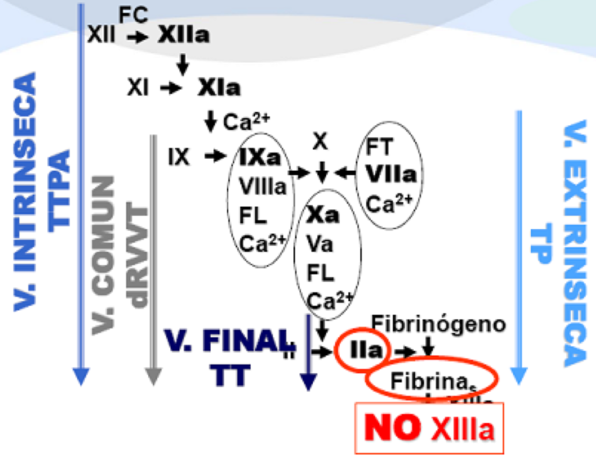 FC
XII XIIa
XI XIa
Ca²⁺
IX IXa
VIIIa
FL
Ca²⁺
X
FT
VIIa
Ca²⁺
Xa
Va
FL
Ca²⁺
V. INTRINSECA
TTPA
V. COMUN
dRVVT
V. EXTRINSECA
TP
V. FINAL
TT
IIa
Fibrinógeno
Fibrinaₛ
NO XIIIa